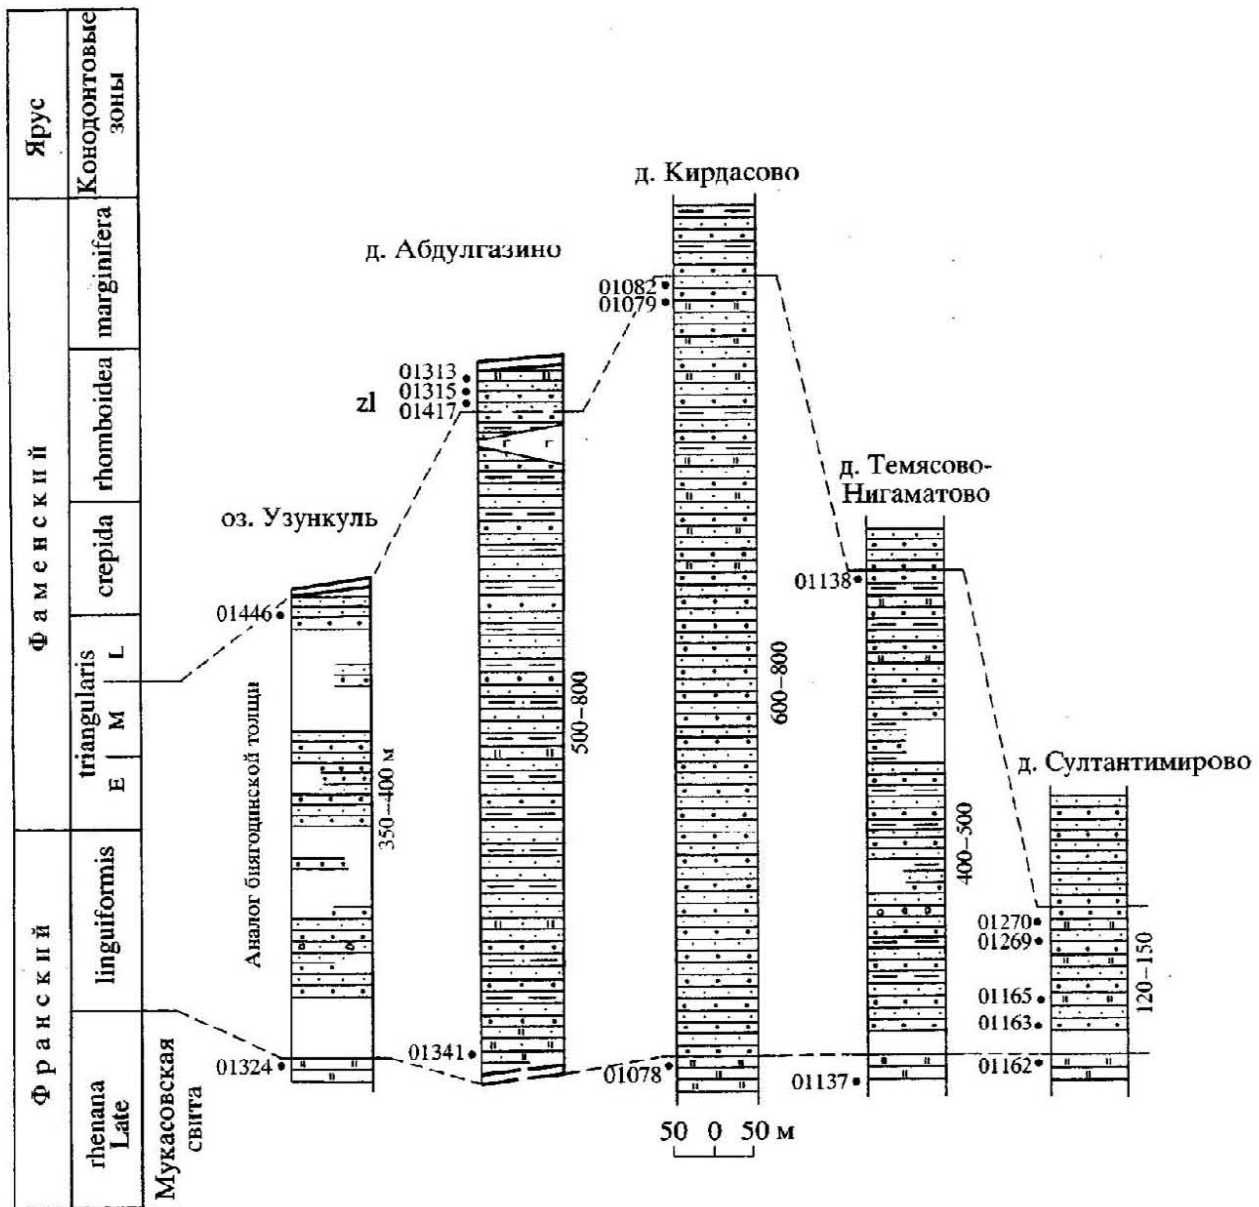 Ярус
Конодонтовые
зоны
Фаменский
marginifera
rhomboidea
crepida
triangularis
E M L
Франский
linguiformis
rhenana
Late
Мукасовская
свита
оз. Узункуль
01446
Аналог биягодинской толщи
350–400 м
01324
д. Абдулгазино
01313
01315
zl
01417
500–800
01341
д. Кирдасово
01082
01079
600–800
01078
50 0 50 м
д. Темясово-
Нигаматово
01138
400–500
01137
д. Султантимирово
01270
01269
01165
01163
120–150
01162